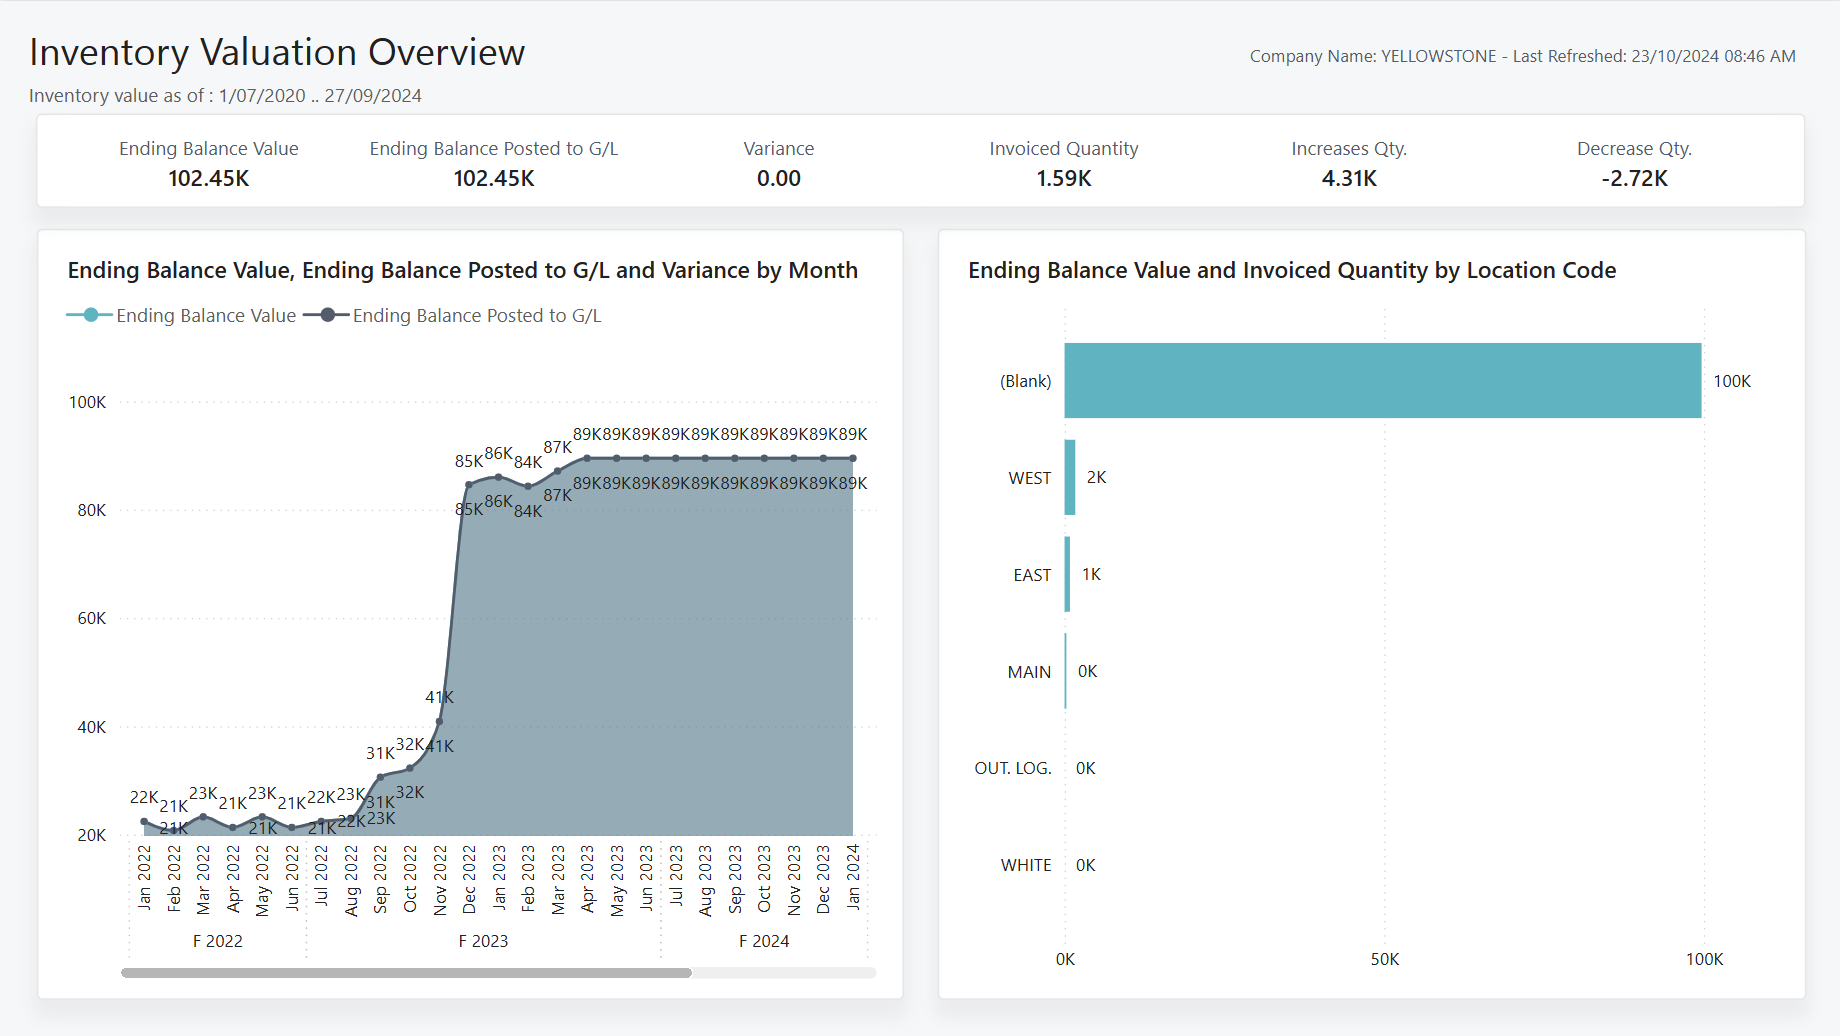 Inventory Valuation Overview
Company Name: YELLOWSTONE - Last Refreshed: 23/10/2024 08:46 AM
Inventory value as of : 1/07/2020 .. 27/09/2024
Ending Balance Value
102.45K
Ending Balance Posted to G/L
102.45K
Variance
0.00
Invoiced Quantity
1.59K
Increases Qty.
4.31K
Decrease Qty.
-2.72K
Ending Balance Value, Ending Balance Posted to G/L and Variance by Month
Ending Balance Value Ending Balance Posted to G/L
100K
80K
60K
40K
20K
22K 21K 23K 21K 23K 21K 22K 23K 31K 32K 41K 85K 86K 84K 87K 89K 89K 89K 89K 89K 89K 89K 89K 89K 89K
21K 21K 21K 22K 23K 31K 32K 41K 85K 86K 84K 87K 89K 89K 89K 89K 89K 89K 89K 89K 89K 89K
Jan 2022
Feb 2022
Mar 2022
Apr 2022
May 2022
Jun 2022
Jul 2022
Aug 2022
Sep 2022
Oct 2022
Nov 2022
Dec 2022
Jan 2023
Feb 2023
Mar 2023
Apr 2023
May 2023
Jun 2023
Jul 2023
Aug 2023
Sep 2023
Oct 2023
Nov 2023
Dec 2023
Jan 2024
F 2022
F 2023
F 2024
Ending Balance Value and Invoiced Quantity by Location Code
(Blank) 100K
WEST 2K
EAST 1K
MAIN 0K
OUT. LOG. 0K
WHITE 0K
0K 50K 100K